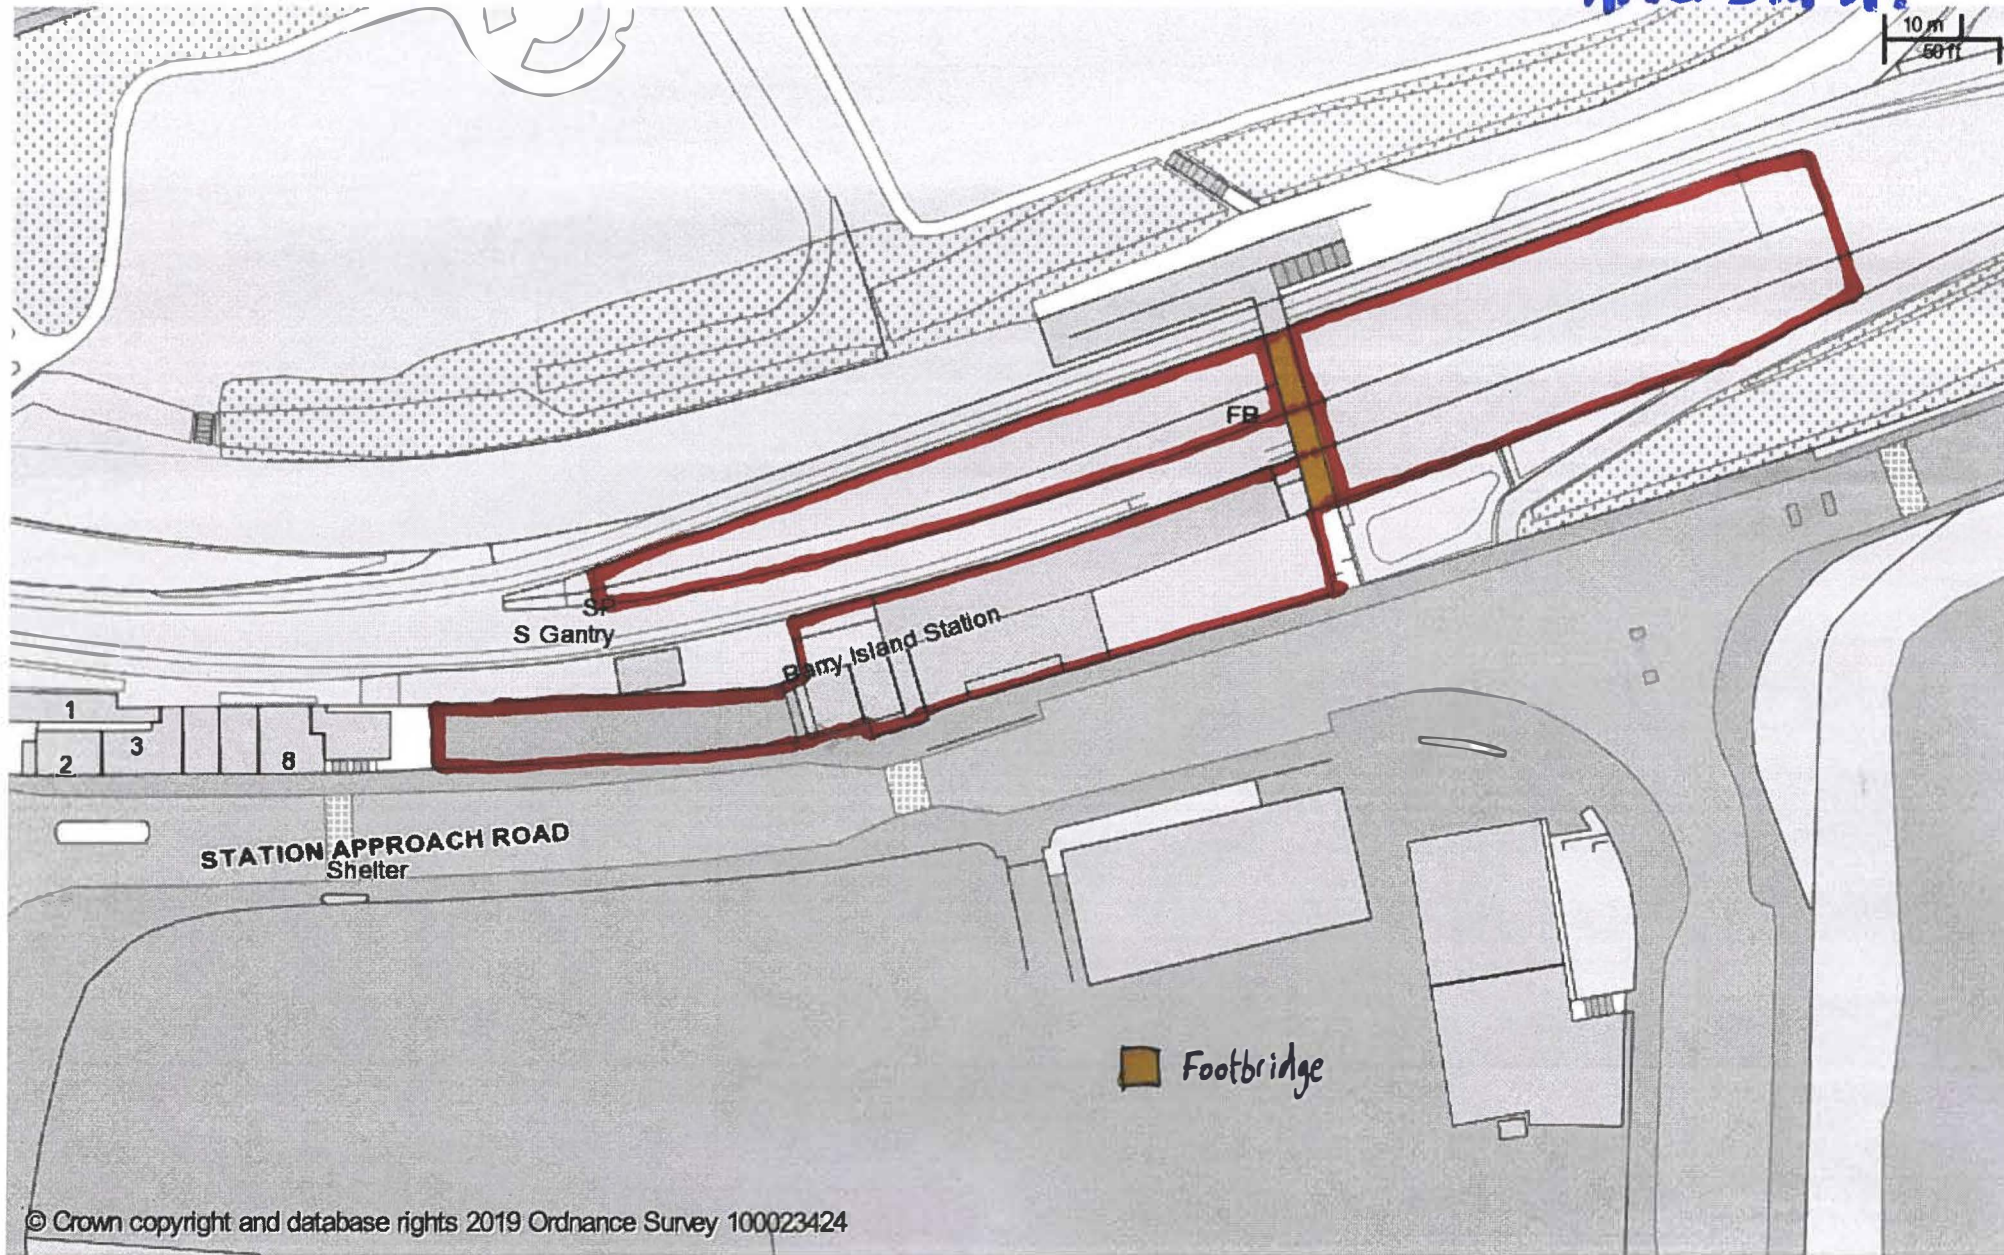 10 m
50 ft
FB
SP
S Gantry
Barry Island Station
1
2
3
8
STATION APPROACH ROAD
Shelter
Footbridge
© Crown copyright and database rights 2019 Ordnance Survey 100023424